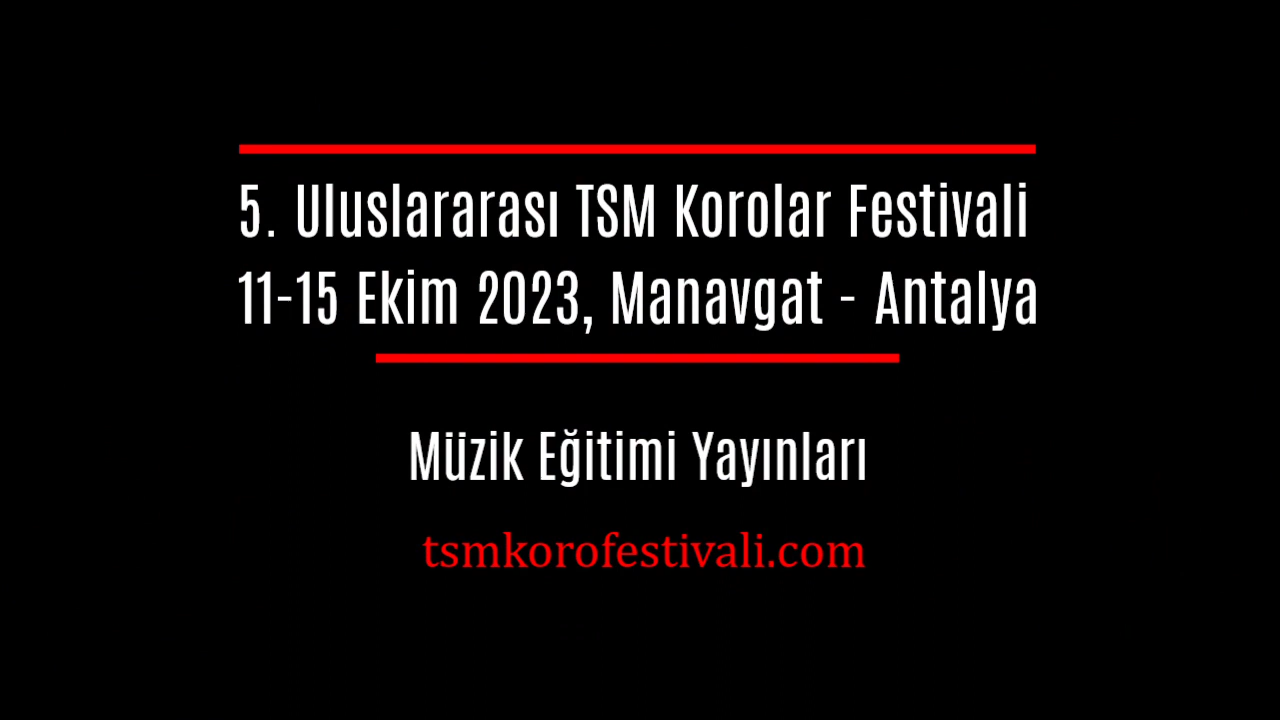 5. Uluslararası TSM Korolar Festivali
11-15 Ekim 2023, Manavgat - Antalya
Müzik Eğitimi Yayınları
tsmkorofestivali.com